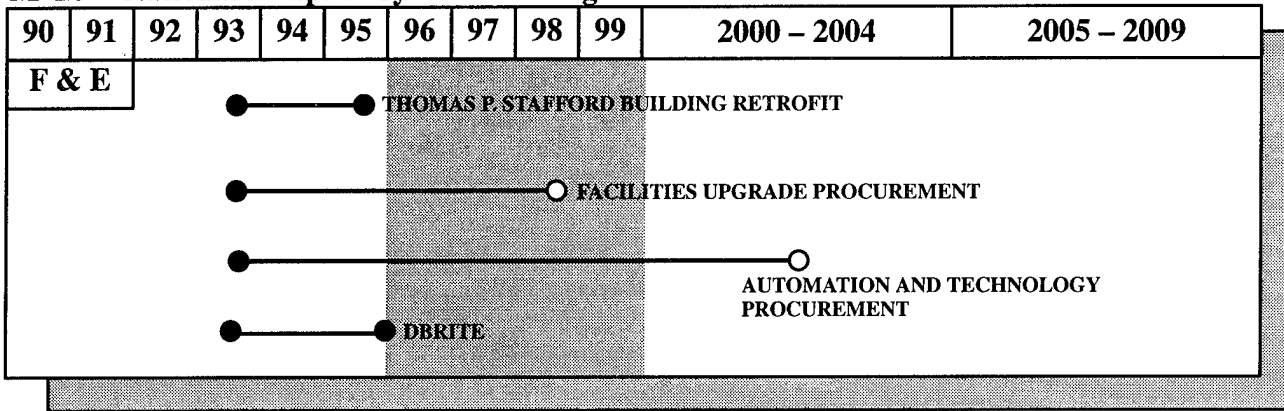 90 91 92 93 94 95 96 97 98 99 2000 – 2004 2005 – 2009
F & E
THOMAS P. STAFFORD BUILDING RETROFIT
FACILITIES UPGRADE PROCUREMENT
AUTOMATION AND TECHNOLOGY
PROCUREMENT
DBRITE